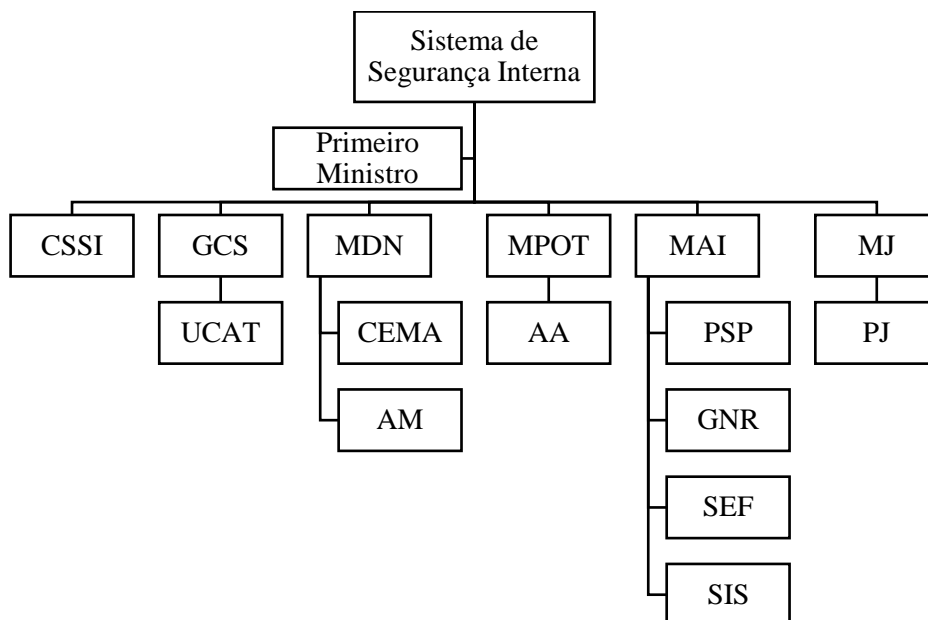 Sistema de
Segurança Interna
Primeiro
Ministro
CSSI
GCS
MDN
MPOT
MAI
MJ
UCAT
CEMA
AA
PSP
PJ
AM
GNR
SEF
SIS